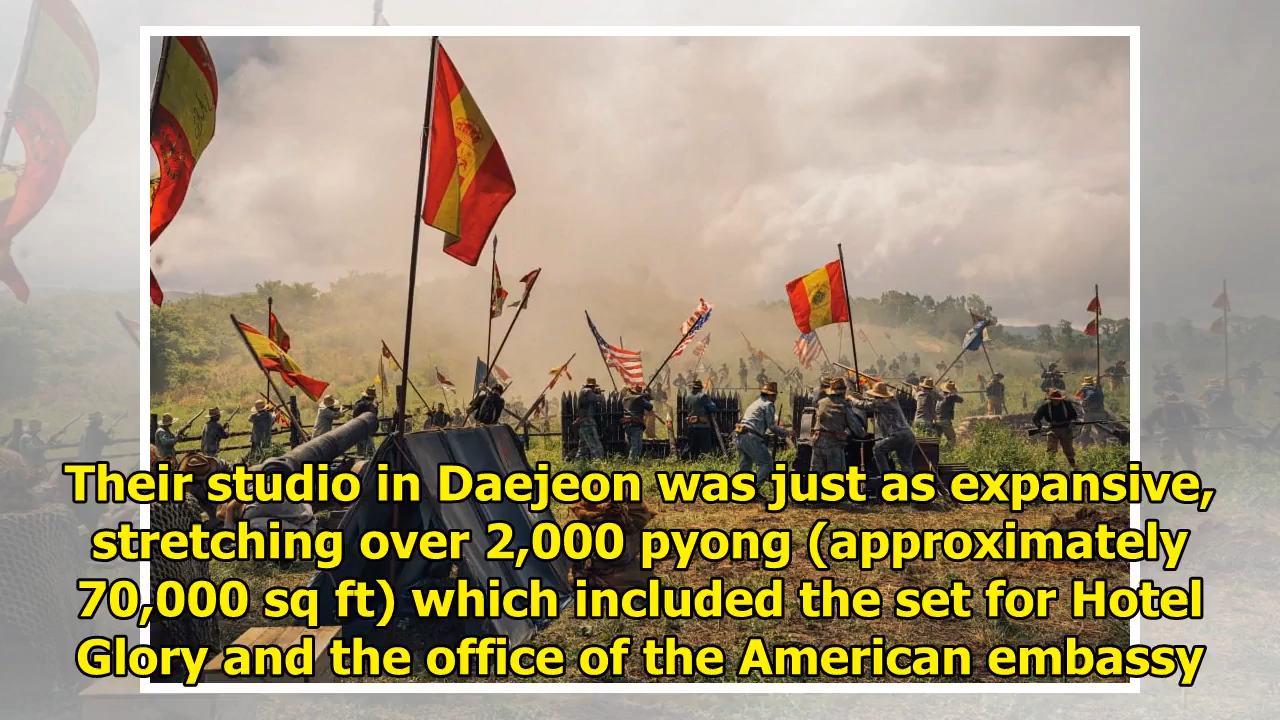 Their studio in Daejeon was just as expansive,
stretching over 2,000 pyong (approximately
70,000 sq ft) which included the set for Hotel
Glory and the office of the American embassy